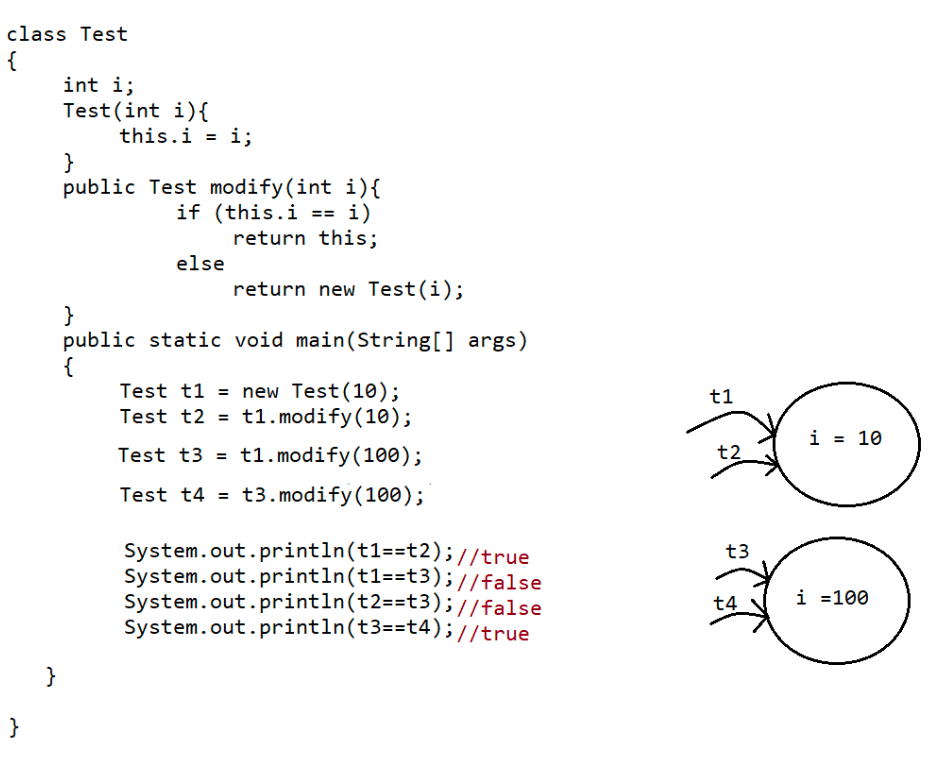 class Test
{
int i;
Test(int i){
this.i = i;
}
public Test modify(int i){
if (this.i == i)
return this;
else
return new Test(i);
}
public static void main(String[] args)
{
Test t1 = new Test(10);
Test t2 = t1.modify(10);
Test t3 = t1.modify(100);
Test t4 = t3.modify(100);
System.out.println(t1==t2);//true
System.out.println(t1==t3);//false
System.out.println(t2==t3);//false
System.out.println(t3==t4);//true
}
}
t1
i = 10
t2
t3
i =100
t4